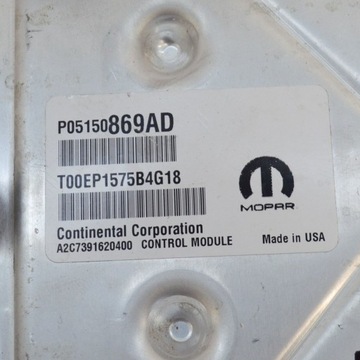 P05150869AD
T00EP1575B4G18
MOPAR
Continental Corporation
A2C7391620400 CONTROL MODULE Made in USA